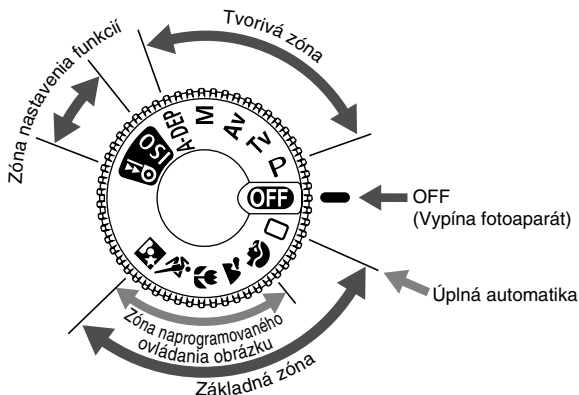 Tvorivá zóna
Zóna nastavenia funkcií
A-DEP
M
Av
Tv
P
ISO
OFF
OFF
(Vypína fotoaparát)
Úplná automatika
Zóna naprogramovaného
ovládania obrázku
Základná zóna